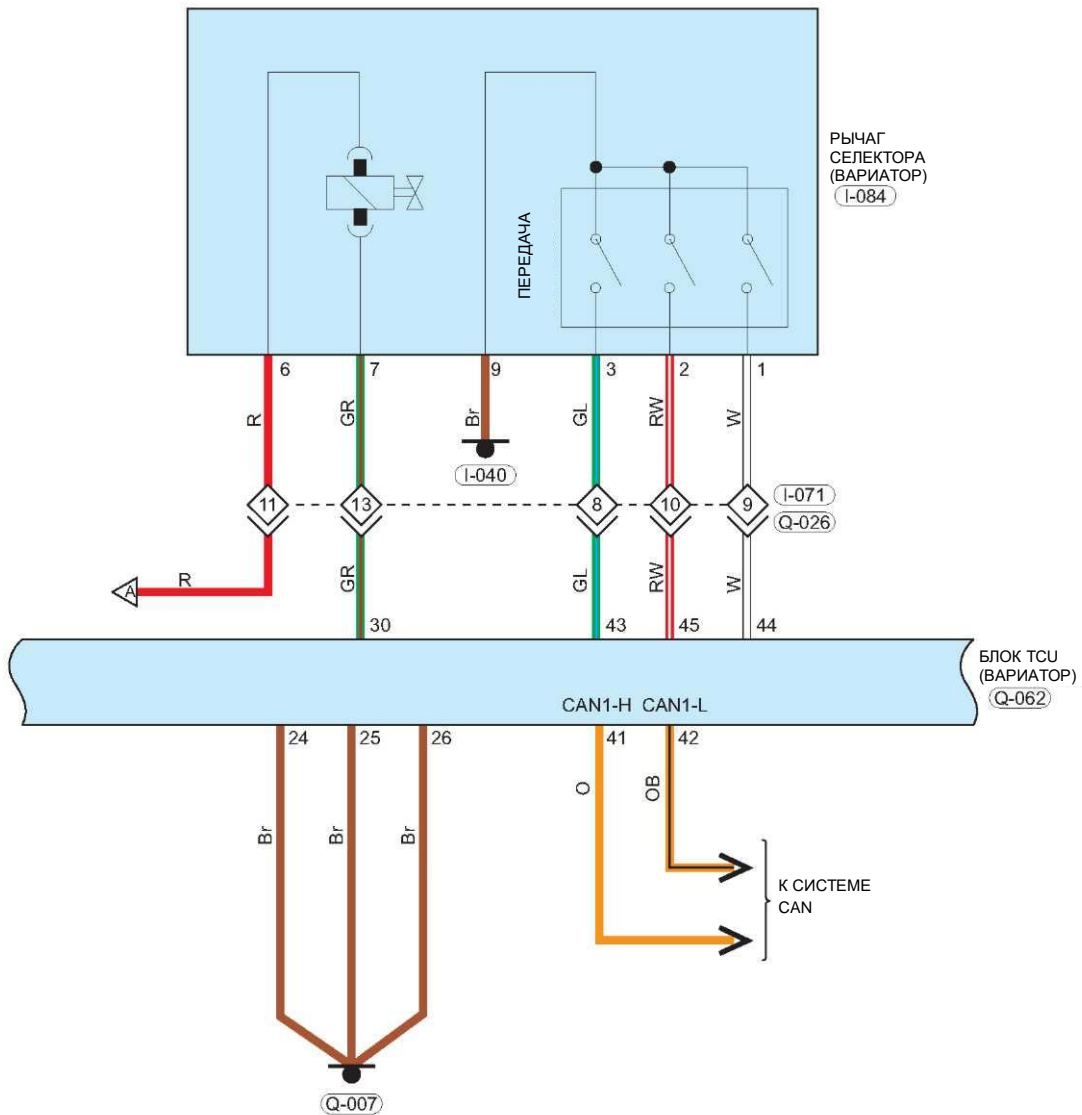 РЫЧАГ
СЕЛЕКТОРА
(ВАРИАТОР)
I-084
ПЕРЕДАЧА
6 7 9 3 2 1
R GR Br GL RW W
I-040
11 13 8 10 9
I-071
Q-026
A R GR GL RW W
30 43 45 44
БЛОК TCU
(ВАРИАТОР)
Q-062
CAN1-H CAN1-L
24 25 26 41 42
Br Br Br O OB
К СИСТЕМЕ
CAN
Q-007